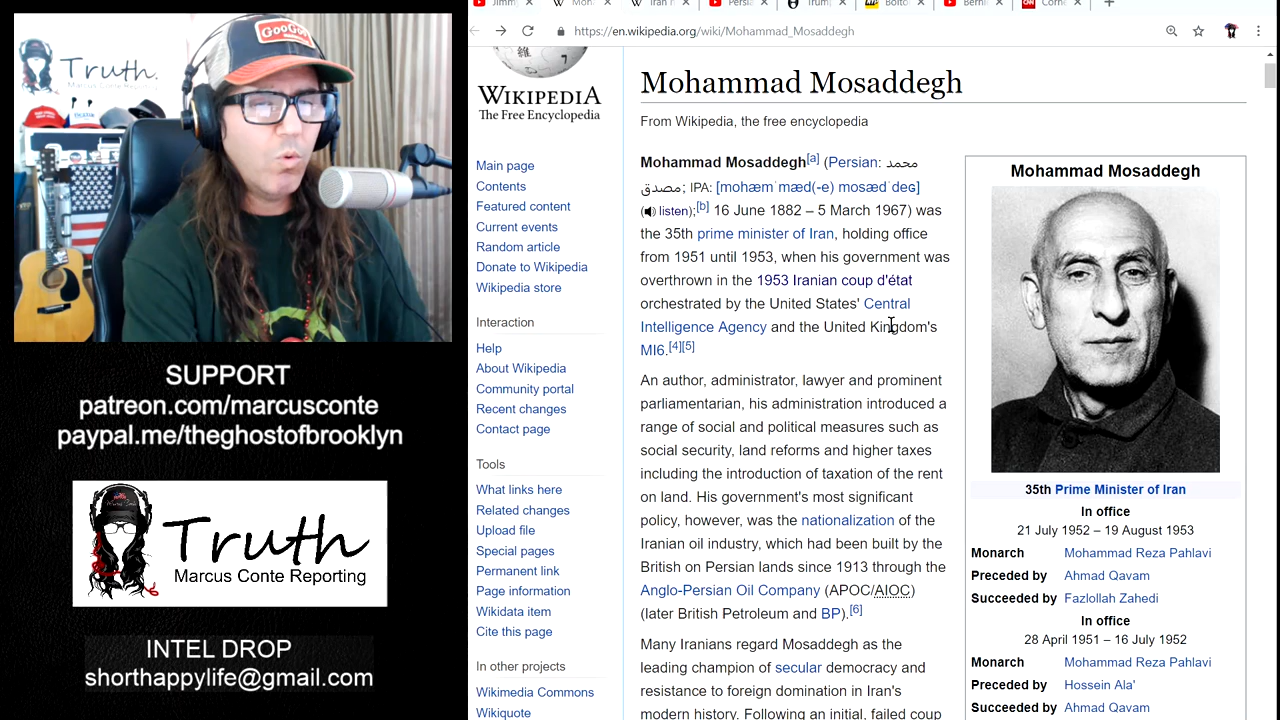 Jimmy
Moh
Iran h
Persia
Trump
Bolto
Berni
Corne
https://en.wikipedia.org/wiki/Mohammad_Mosaddegh
GooGoo
Truth.
Marcus Conte Reporting
SUPPORT
patreon.com/marcusconte
paypal.me/theghostofbrooklyn
Truth
Marcus Conte Reporting
INTEL DROP
shorthappylife@gmail.com
WIKIPEDIA
The Free Encyclopedia
Main page
Contents
Featured content
Current events
Random article
Donate to Wikipedia
Wikipedia store
Interaction
Help
About Wikipedia
Community portal
Recent changes
Contact page
Tools
What links here
Related changes
Upload file
Special pages
Permanent link
Page information
Wikidata item
Cite this page
In other projects
Wikimedia Commons
Wikiquote
Mohammad Mosaddegh
From Wikipedia, the free encyclopedia
Mohammad Mosaddegh[a] (Persian: محمد
مصدق‎; IPA: [mohæmˈmæd(-e) mosædˈdeɢ]
(listen);[b] 16 June 1882 – 5 March 1967) was
the 35th prime minister of Iran, holding office
from 1951 until 1953, when his government was
overthrown in the 1953 Iranian coup d'état
orchestrated by the United States' Central
Intelligence Agency and the United Kingdom's
MI6.[4][5]
An author, administrator, lawyer and prominent
parliamentarian, his administration introduced a
range of social and political measures such as
social security, land reforms and higher taxes
including the introduction of taxation of the rent
on land. His government's most significant
policy, however, was the nationalization of the
Iranian oil industry, which had been built by the
British on Persian lands since 1913 through the
Anglo-Persian Oil Company (APOC/AIOC)
(later British Petroleum and BP).[6]
Many Iranians regard Mosaddegh as the
leading champion of secular democracy and
resistance to foreign domination in Iran's
modern history. Following an initial, failed coup
Mohammad Mosaddegh
35th Prime Minister of Iran
In office
21 July 1952 – 19 August 1953
Monarch Mohammad Reza Pahlavi
Preceded by Ahmad Qavam
Succeeded by Fazlollah Zahedi
In office
28 April 1951 – 16 July 1952
Monarch Mohammad Reza Pahlavi
Preceded by Hossein Ala'
Succeeded by Ahmad Qavam